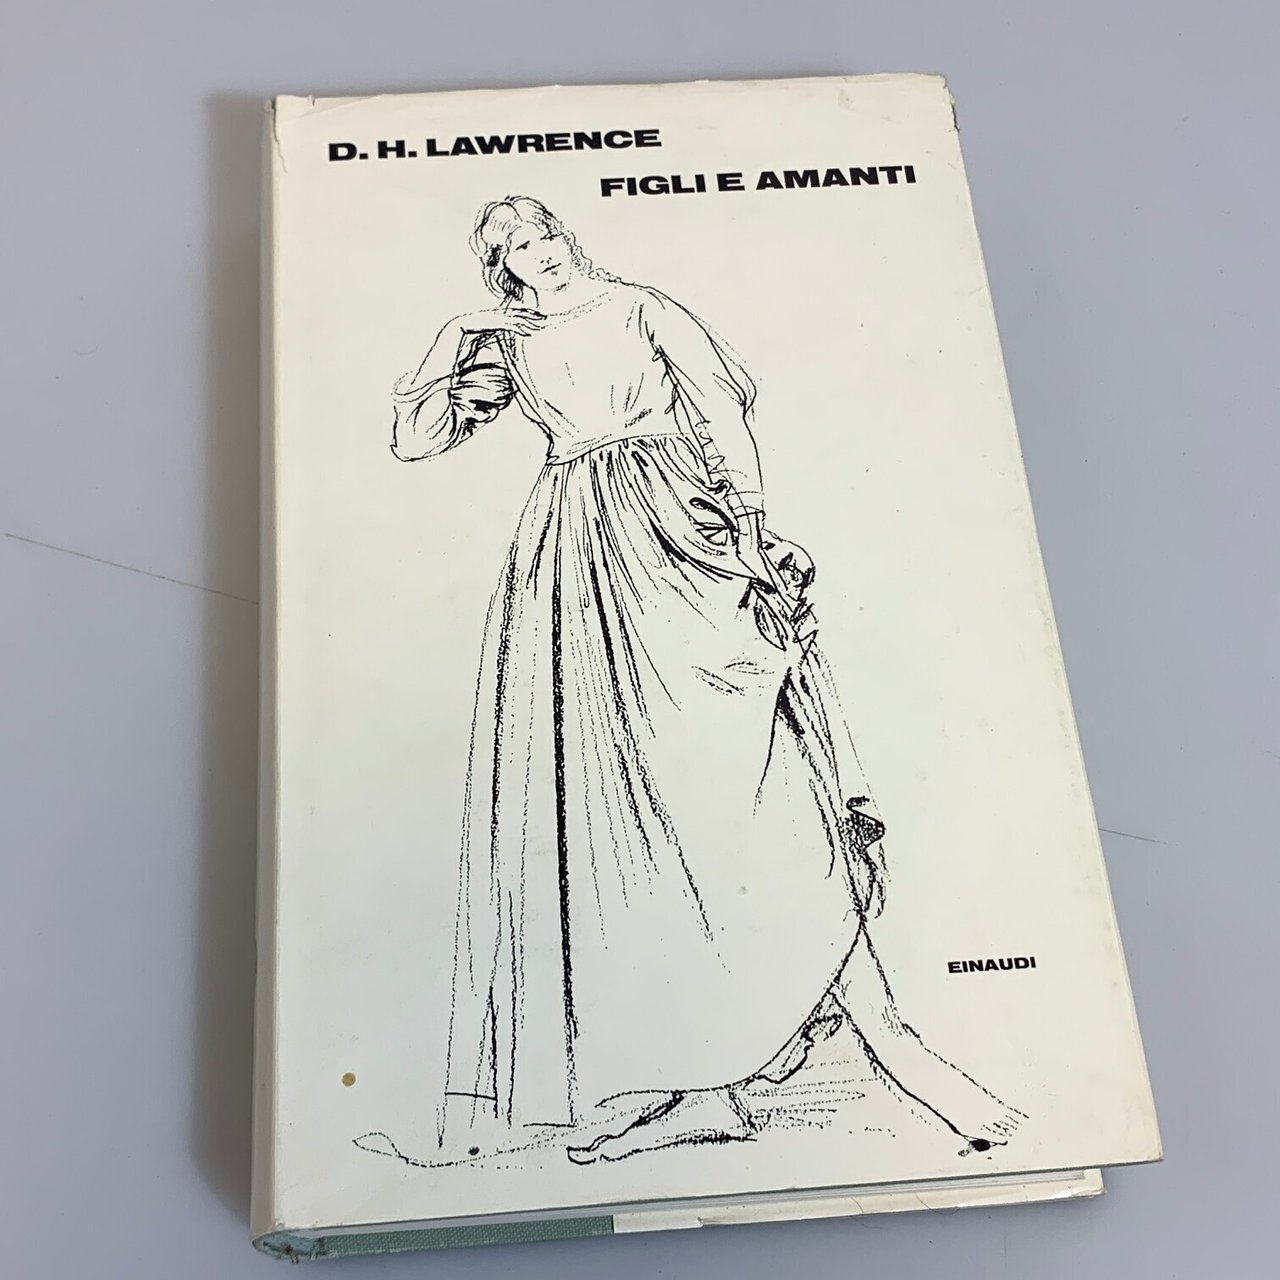 D. H. LAWRENCE
FIGLI E AMANTI
EINAUDI